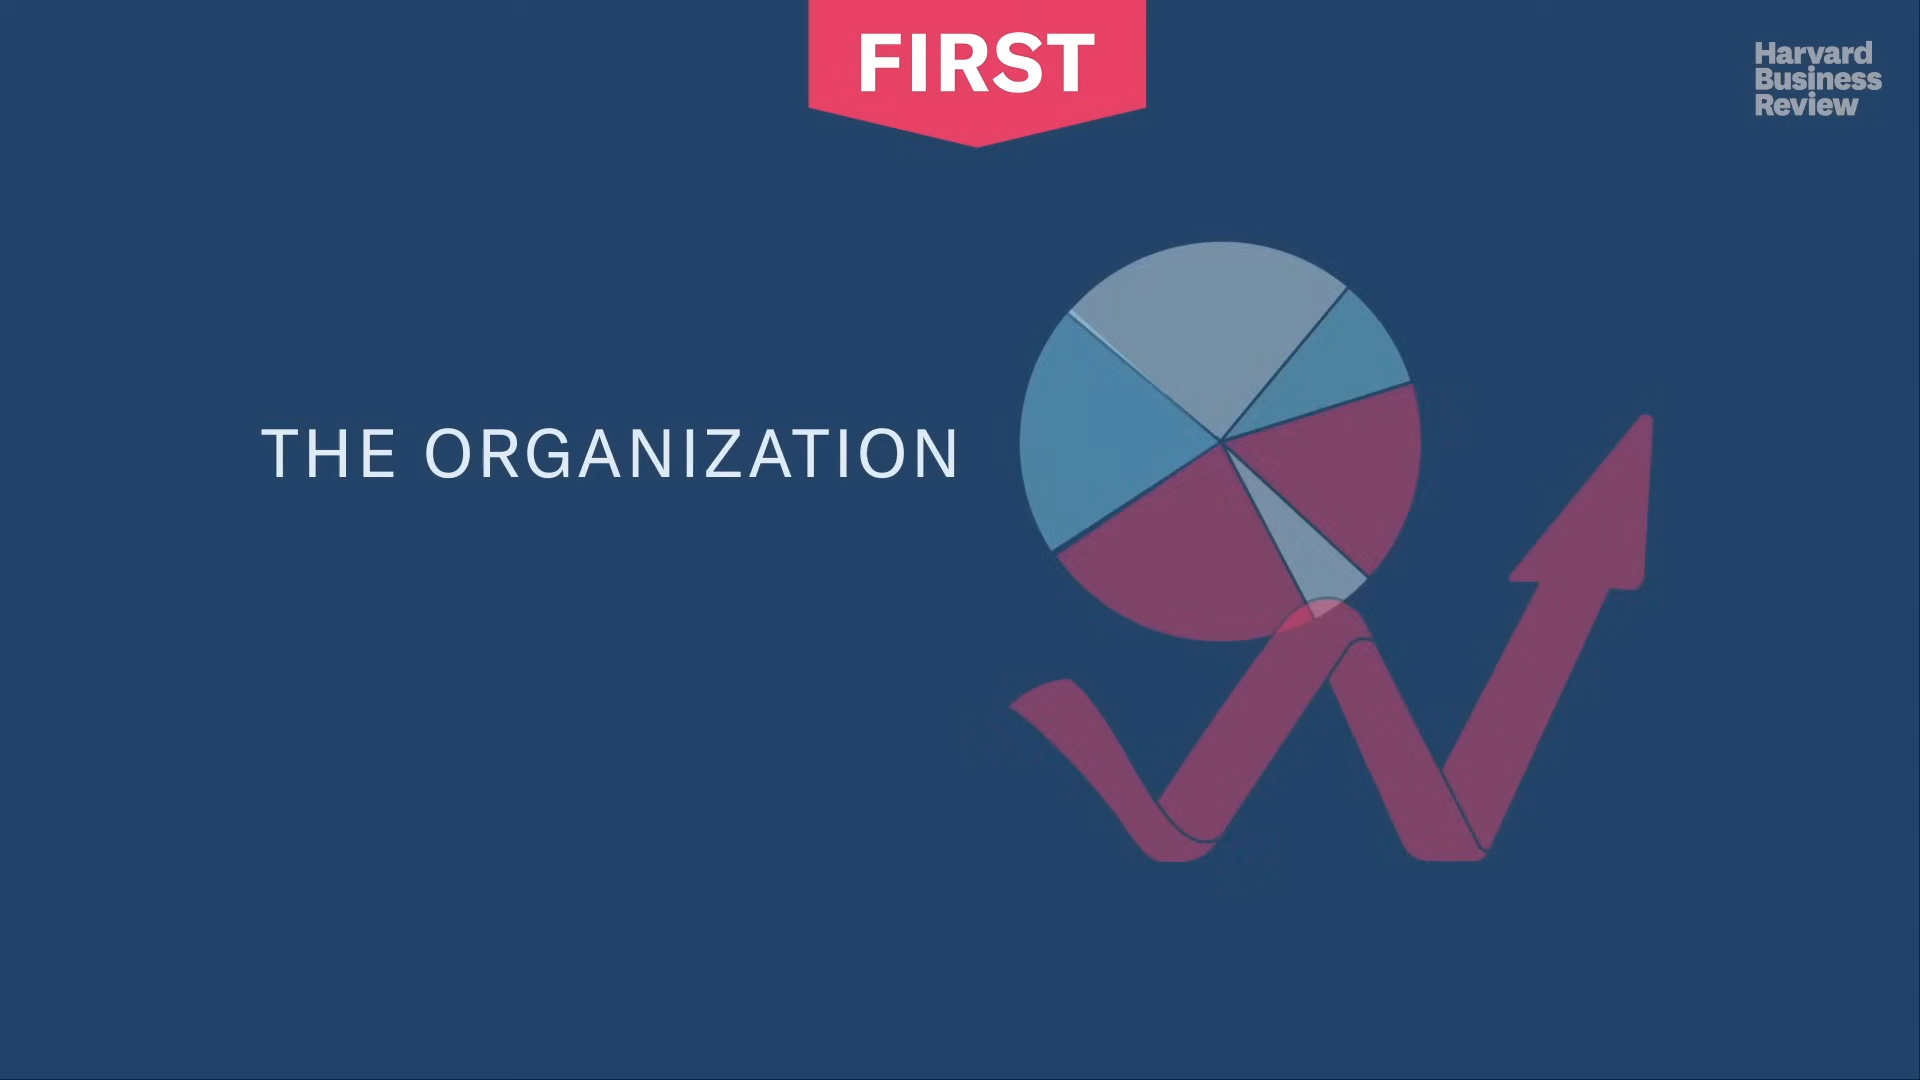 FIRST
Harvard
Business
Review
THE ORGANIZATION